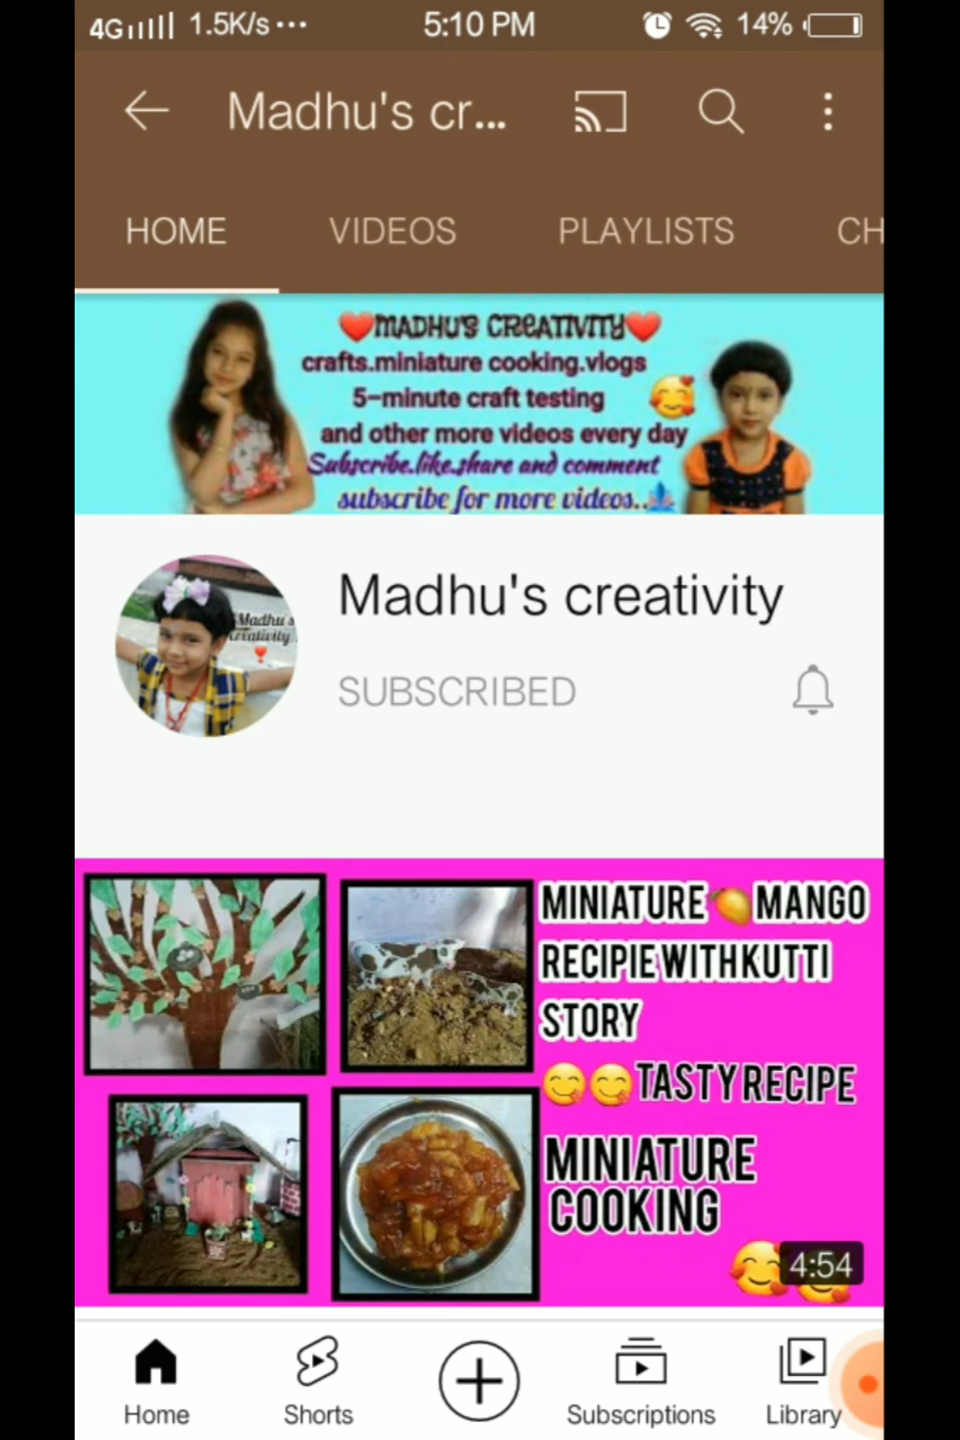 4G 1.5K/s ... 5:10 PM 14%
Madhu's cr...
HOME VIDEOS PLAYLISTS CH
❤️MADHU'S CREATIVITY❤️
crafts.miniature cooking.vlogs
5-minute craft testing
and other more videos every day
Subscribe.like.share and comment
subscribe for more videos..
Madhu's creativity
Madhu's
creativity
SUBSCRIBED
MINIATURE 🥭 MANGO
RECIPIE WITH KUTTI
STORY
😋😋 TASTY RECIPE
MINIATURE
COOKING
4:54
Home Shorts Subscriptions Library